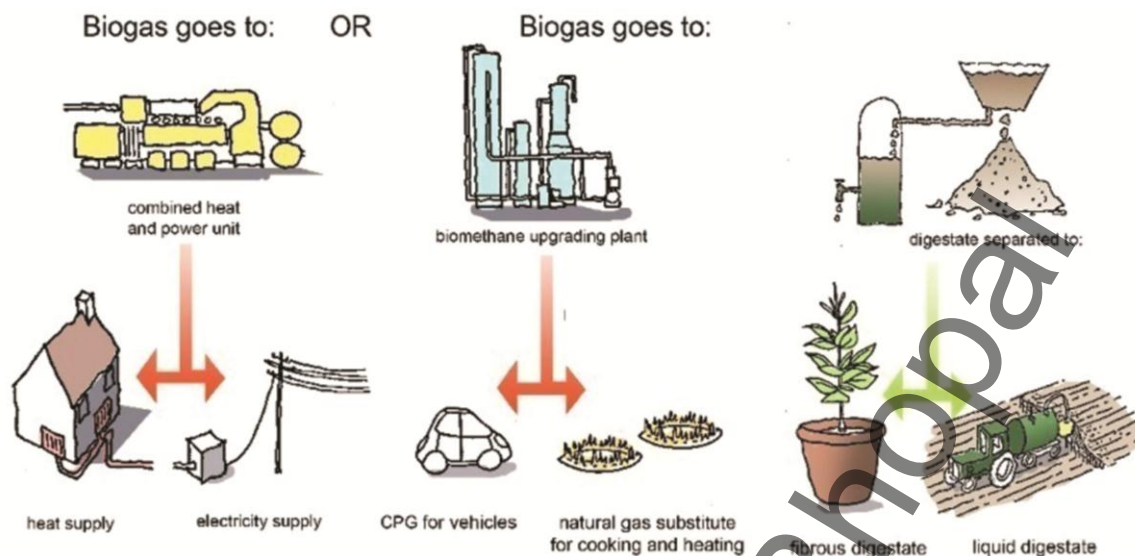 Biogas goes to: OR Biogas goes to:
combined heat
and power unit
biomethane upgrading plant
digestate separated to:
heat supply
electricity supply
CPG for vehicles
natural gas substitute
for cooking and heating
fibrous digestate
liquid digestate
hopal